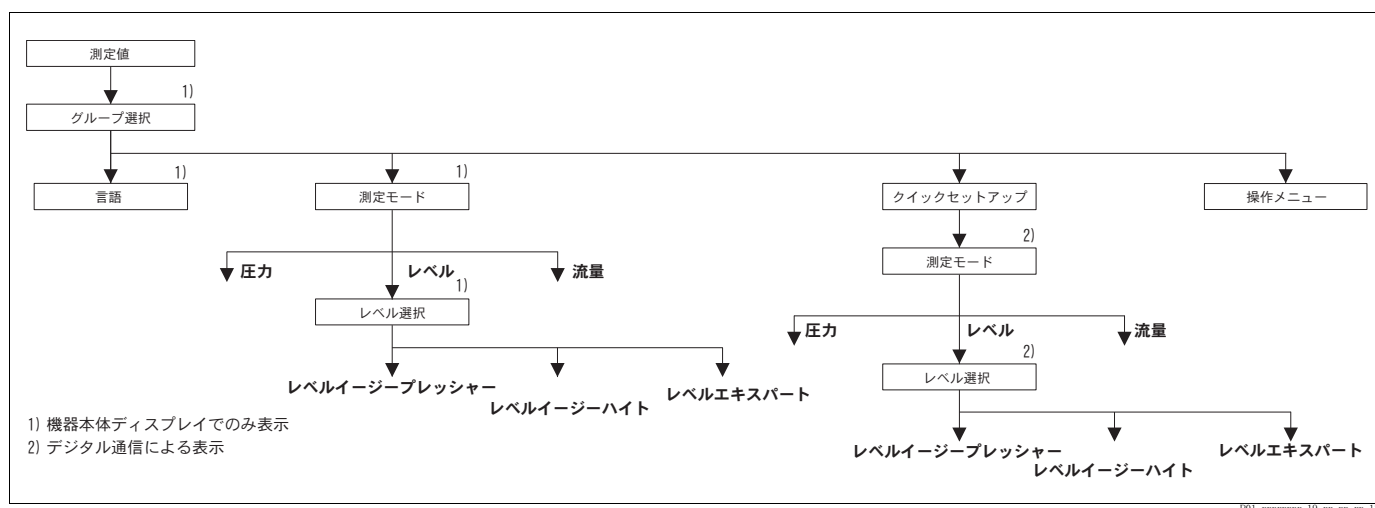 測定値
1)
グループ選択
1)
言語
1)
測定モード
クイックセットアップ
操作メニュー
2)
測定モード
圧力
レベル
流量
1)
レベル選択
圧力
レベル
流量
2)
レベル選択
レベルイージープレッシャー
レベルイージーハイト
レベルエキスパート
レベルイージープレッシャー
レベルイージーハイト
レベルエキスパート
1) 機器本体ディスプレイでのみ表示
2) デジタル通信による表示